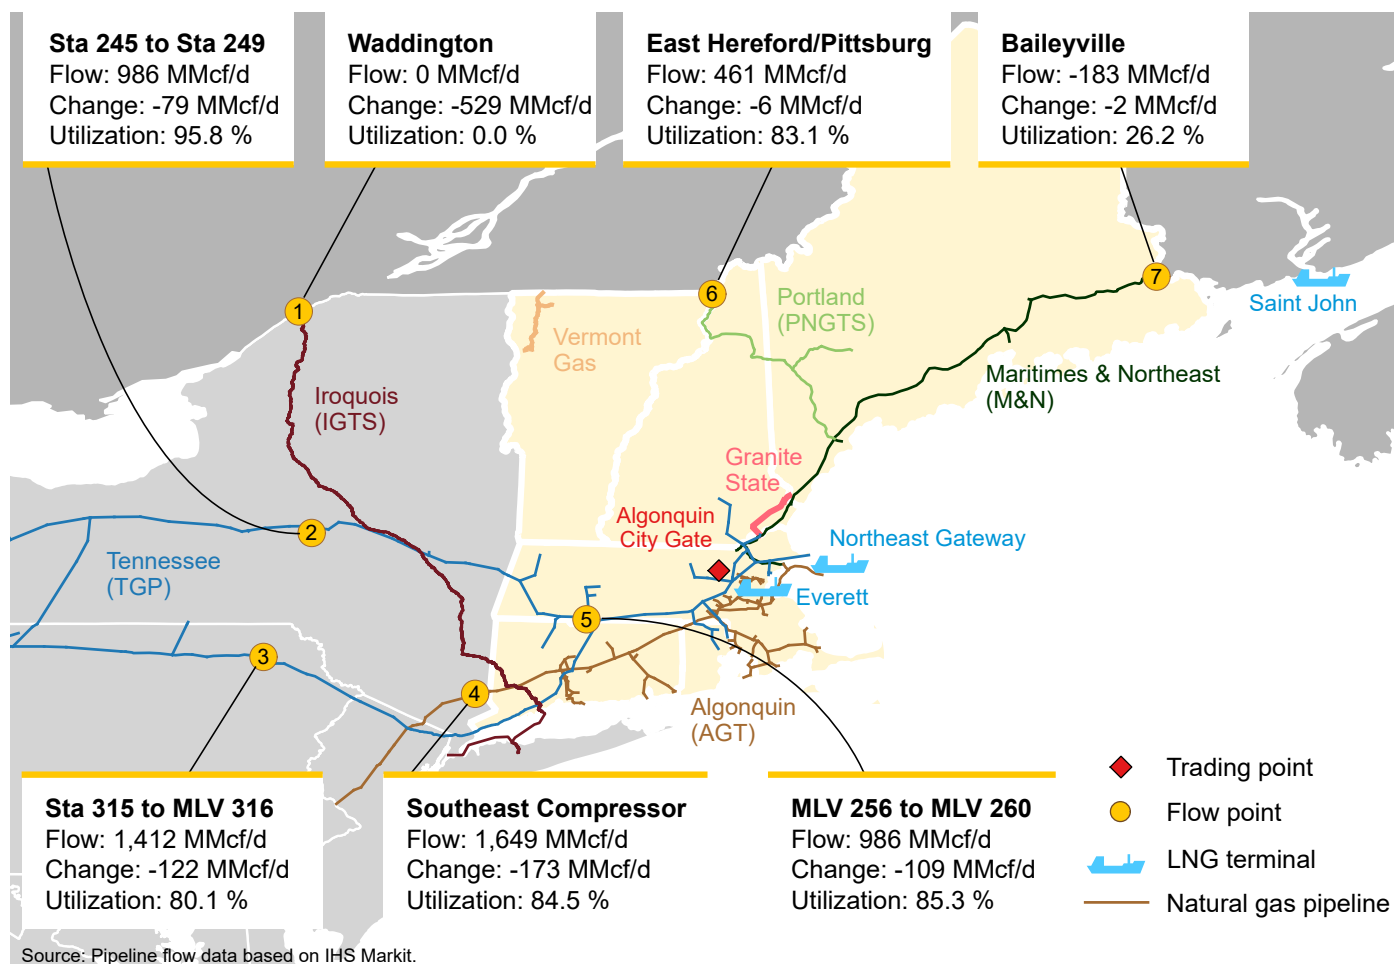 Sta 245 to Sta 249
Flow: 986 MMcf/d
Change: -79 MMcf/d
Utilization: 95.8 %
Waddington
Flow: 0 MMcf/d
Change: -529 MMcf/d
Utilization: 0.0 %
East Hereford/Pittsburg
Flow: 461 MMcf/d
Change: -6 MMcf/d
Utilization: 83.1 %
Baileyville
Flow: -183 MMcf/d
Change: -2 MMcf/d
Utilization: 26.2 %
1
6
7
Saint John
Portland
(PNGTS)
Vermont
Gas
Maritimes & Northeast
(M&N)
Iroquois
(IGTS)
Granite
State
Algonquin
City Gate
2
Northeast Gateway
Tennessee
(TGP)
Everett
5
3
4
Algonquin
(AGT)
Sta 315 to MLV 316
Flow: 1,412 MMcf/d
Change: -122 MMcf/d
Utilization: 80.1 %
Southeast Compressor
Flow: 1,649 MMcf/d
Change: -173 MMcf/d
Utilization: 84.5 %
MLV 256 to MLV 260
Flow: 986 MMcf/d
Change: -109 MMcf/d
Utilization: 85.3 %
Trading point
Flow point
LNG terminal
Natural gas pipeline
Source: Pipeline flow data based on IHS Markit.